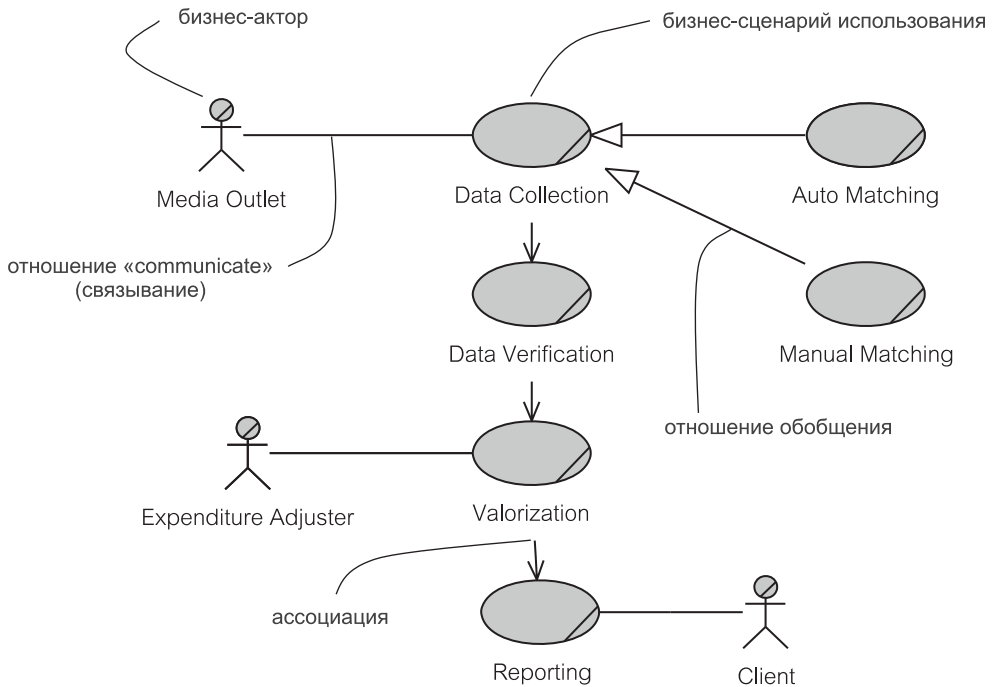 бизнес-актор
бизнес-сценарий использования
Media Outlet
Data Collection
Auto Matching
отношение «communicate»
(связывание)
Data Verification
Manual Matching
отношение обобщения
Expenditure Adjuster
Valorization
ассоциация
Reporting
Client